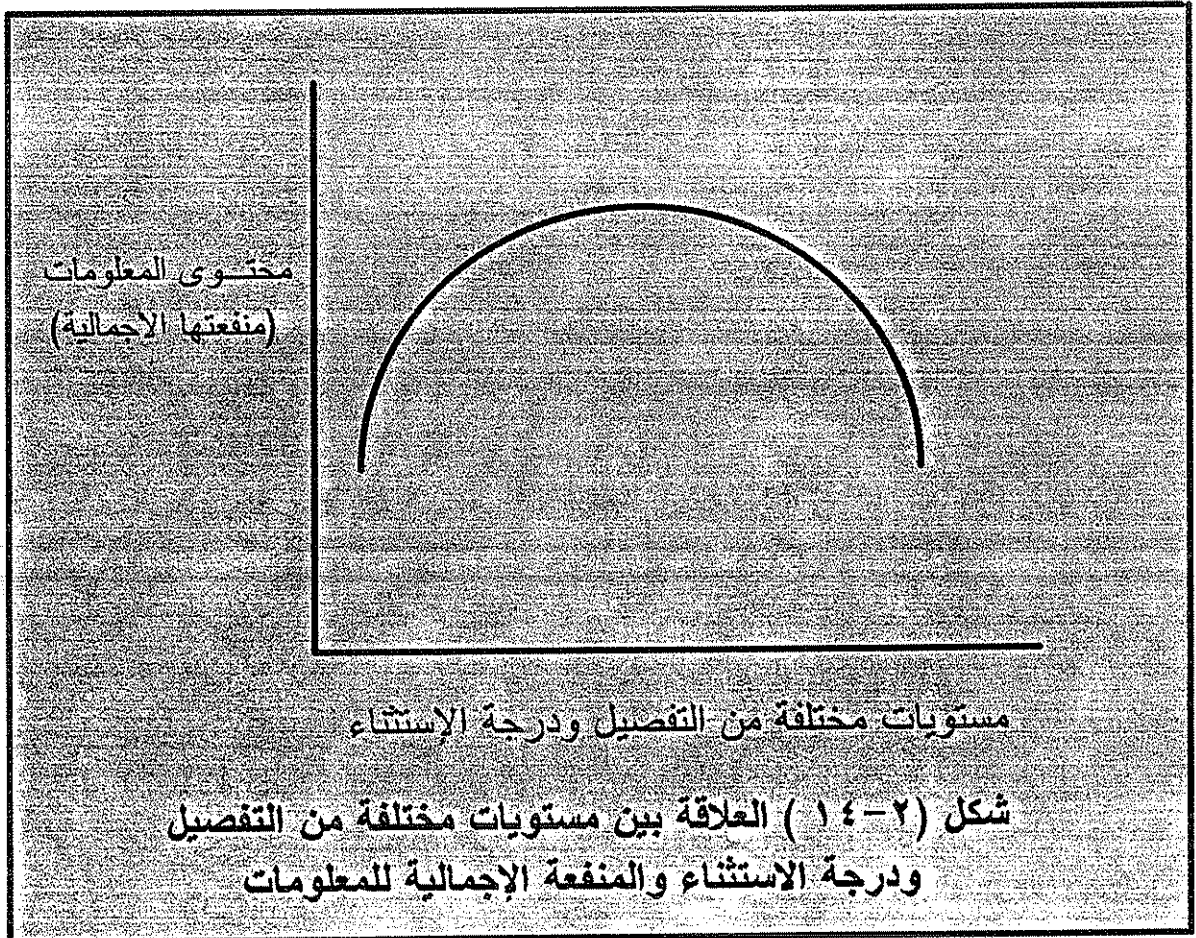 محتوى المعلومات
(منفعتها الاجمالية)
مستويات مختلفة من التفصيل ودرجة الإستثناء
شكل (٢-١٤ ) العلاقة بين مستويات مختلفة من التفصيل
ودرجة الاستثناء والمنفعة الإجمالية للمعلومات